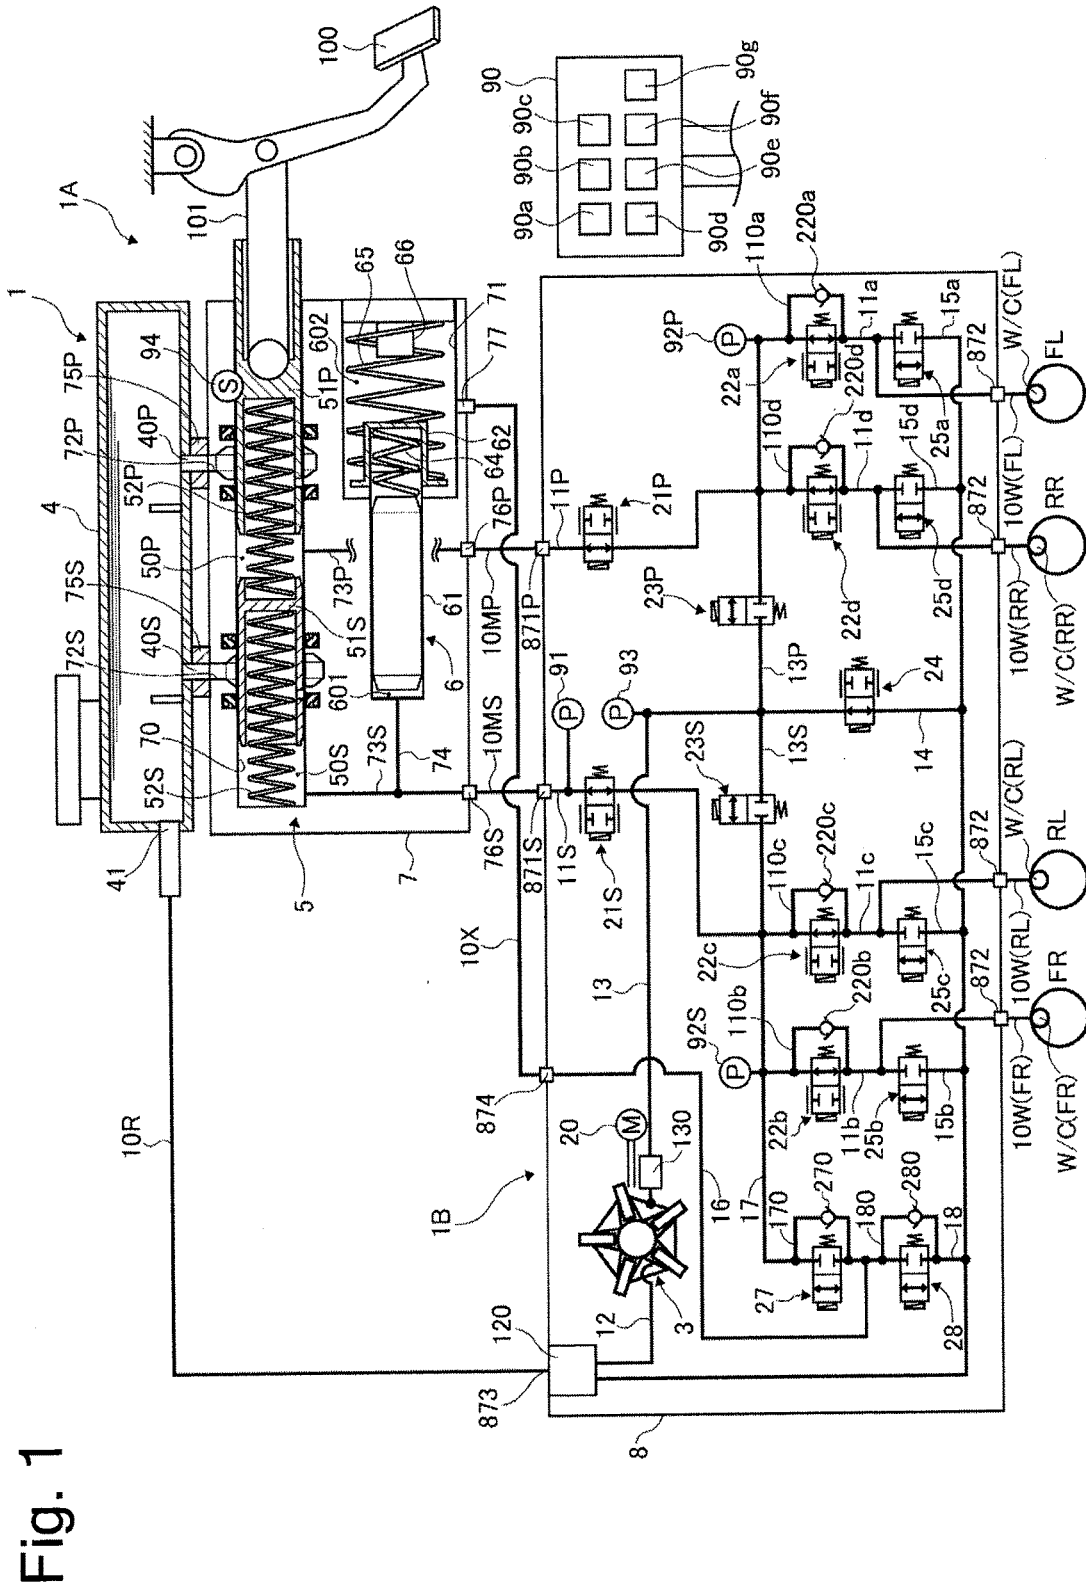 Fig. 1
1
1A
100
101
4
94
75P
72P
40P
52P
50P
75S
72S
40S
70
52S
41
5
7
50S
73S
74
6
601
51S
61
73P
64
62
51P
602
65
66
71
77
76P
10MP
10MS
76S
10X
10R
S
90
90a
90b
90c
90d
90e
90f
90g
871P
11P
21P
871S
11S
21S
91
P
93
P
92P
P
92S
P
23P
13P
23S
13S
24
14
13
22a
110a
220a
11a
15a
25a
22d
110d
220d
11d
15d
25d
22c
110c
220c
11c
15c
25c
22b
110b
220b
11b
15b
25b
872
872
872
872
W/C(FL)
FL
10W(FL)
RR
10W(RR)
W/C(RR)
W/C(RL)
RL
10W(RL)
FR
10W(FR)
W/C(FR)
874
1B
20
M
130
3
12
120
873
8
16
17
170
270
27
180
280
28
18